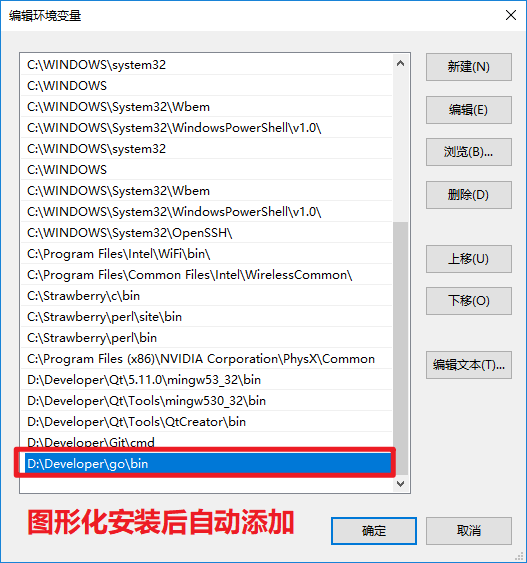 编辑环境变量
C:\WINDOWS\system32
C:\WINDOWS
C:\WINDOWS\System32\Wbem
C:\WINDOWS\System32\WindowsPowerShell\v1.0\
C:\WINDOWS\system32
C:\WINDOWS
C:\WINDOWS\System32\Wbem
C:\WINDOWS\System32\WindowsPowerShell\v1.0\
C:\WINDOWS\System32\OpenSSH\
C:\Program Files\Intel\WiFi\bin\
C:\Program Files\Common Files\Intel\WirelessCommon\
C:\Strawberry\c\bin
C:\Strawberry\perl\site\bin
C:\Strawberry\perl\bin
C:\Program Files (x86)\NVIDIA Corporation\PhysX\Common
D:\Developer\Qt\5.11.0\mingw53_32\bin
D:\Developer\Qt\Tools\mingw530_32\bin
D:\Developer\Qt\Tools\QtCreator\bin
D:\Developer\Git\cmd
D:\Developer\go\bin
新建(N)
编辑(E)
浏览(B)...
删除(D)
上移(U)
下移(O)
编辑文本(T)...
图形化安装后自动添加
确定
取消